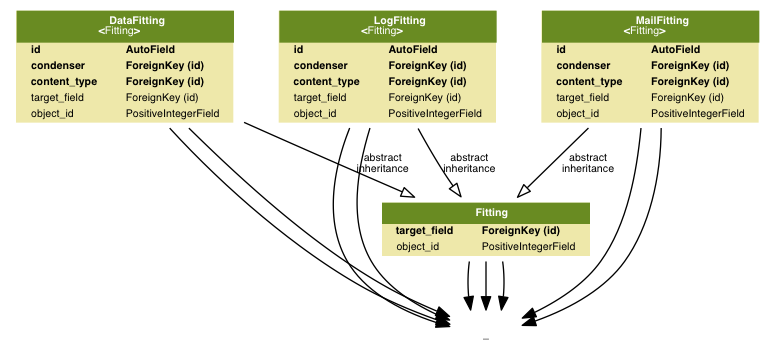 DataFitting
<Fitting>
id AutoField
condenser ForeignKey (id)
content_type ForeignKey (id)
target_field ForeignKey (id)
object_id PositiveIntegerField
LogFitting
<Fitting>
id AutoField
condenser ForeignKey (id)
content_type ForeignKey (id)
target_field ForeignKey (id)
object_id PositiveIntegerField
MailFitting
<Fitting>
id AutoField
condenser ForeignKey (id)
content_type ForeignKey (id)
target_field ForeignKey (id)
object_id PositiveIntegerField
abstract
inheritance
abstract
inheritance
abstract
inheritance
Fitting
target_field ForeignKey (id)
object_id PositiveIntegerField
_